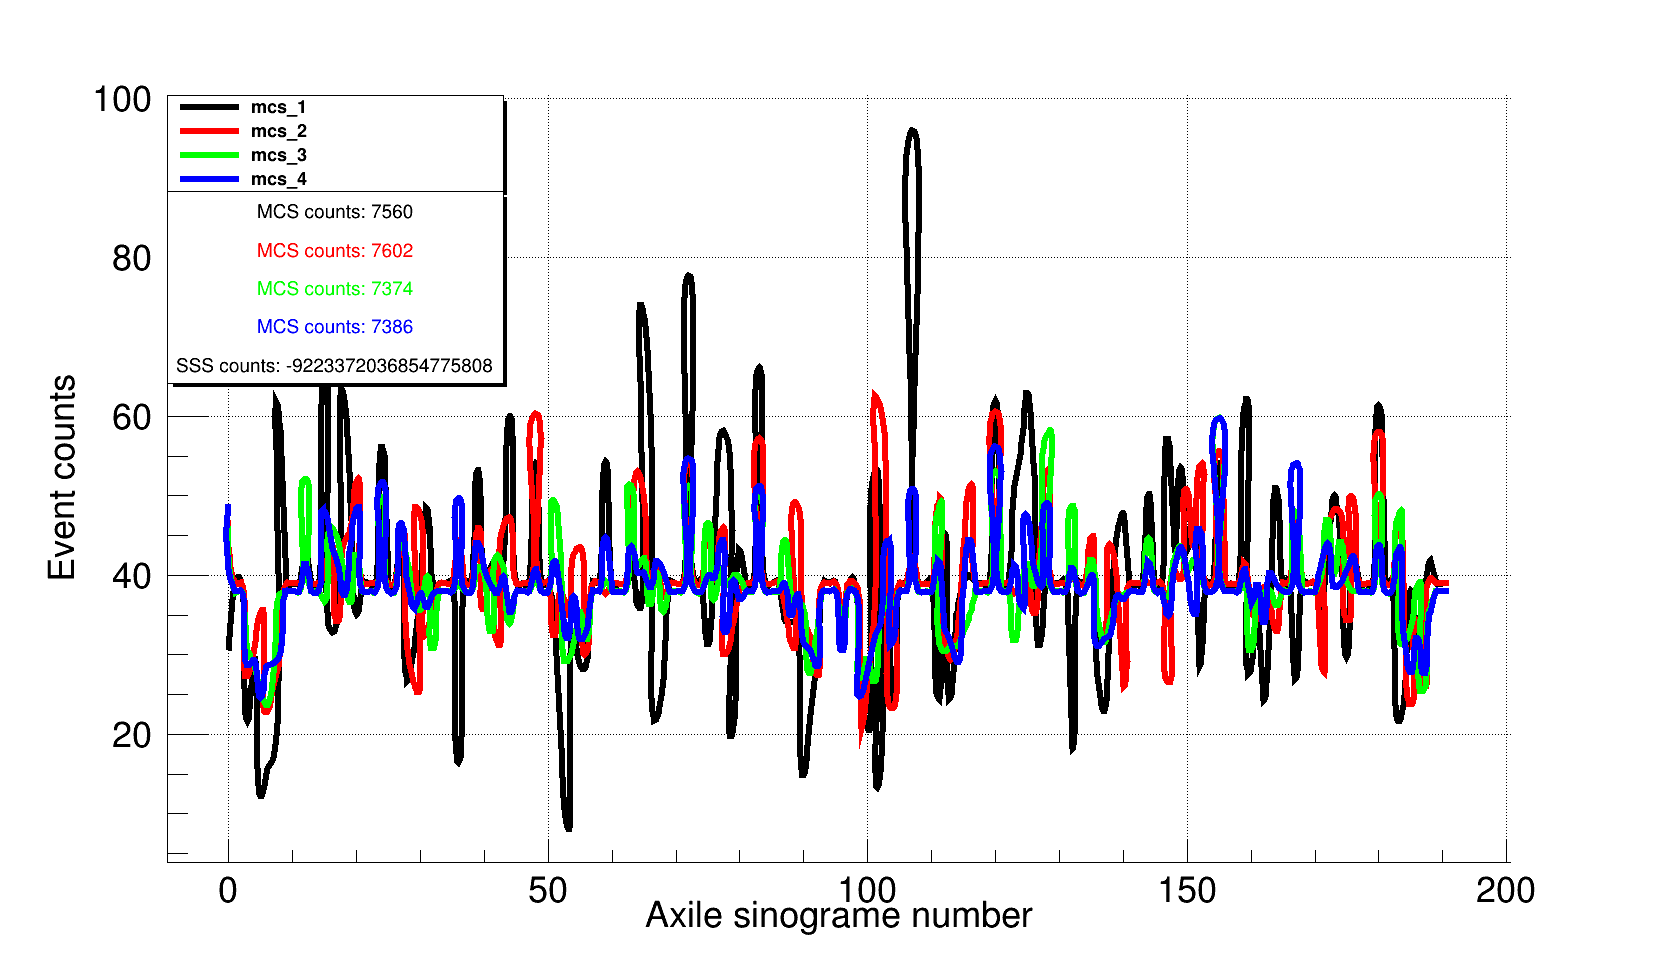 mcs_1
mcs_2
mcs_3
mcs_4
MCS counts: 7560
MCS counts: 7602
MCS counts: 7374
MCS counts: 7386
SSS counts: -9223372036854775808
Event counts
100
80
60
40
20
0 50 100 150 200
Axile sinograme number